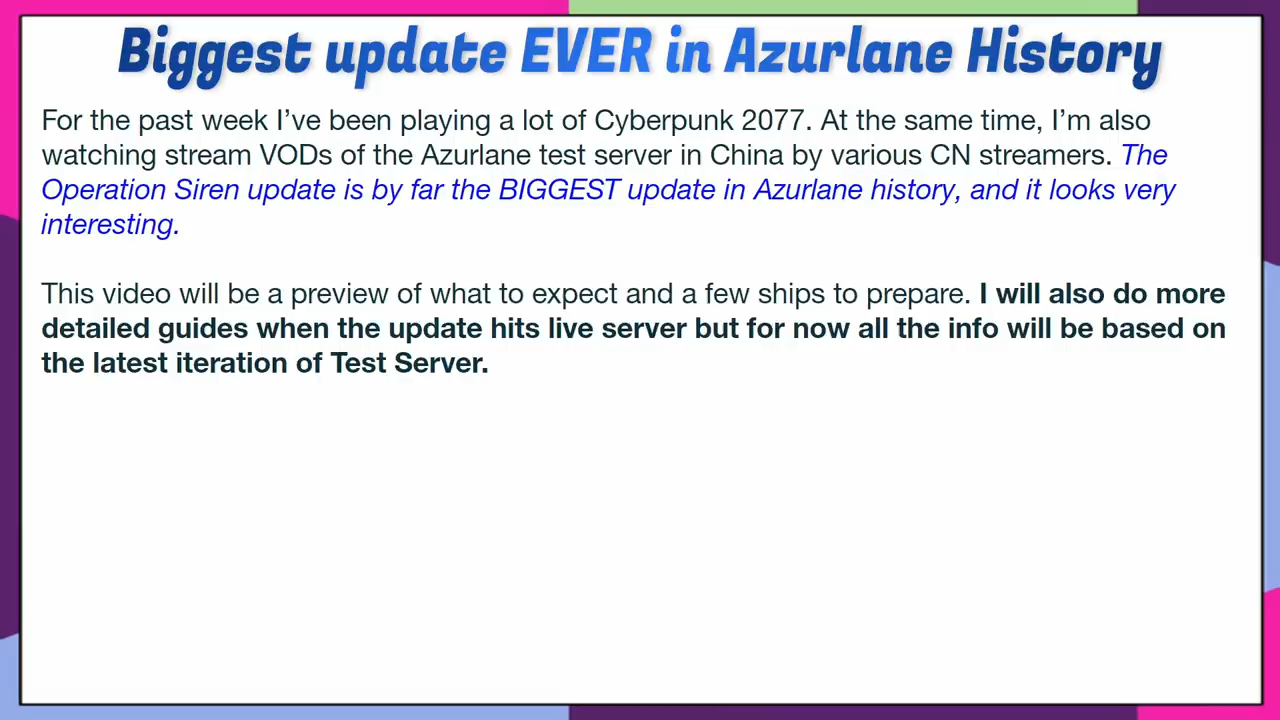 Biggest update EVER in Azurlane History
For the past week I’ve been playing a lot of Cyberpunk 2077. At the same time, I’m also
watching stream VODs of the Azurlane test server in China by various CN streamers. The
Operation Siren update is by far the BIGGEST update in Azurlane history, and it looks very
interesting.
This video will be a preview of what to expect and a few ships to prepare. I will also do more
detailed guides when the update hits live server but for now all the info will be based on
the latest iteration of Test Server.